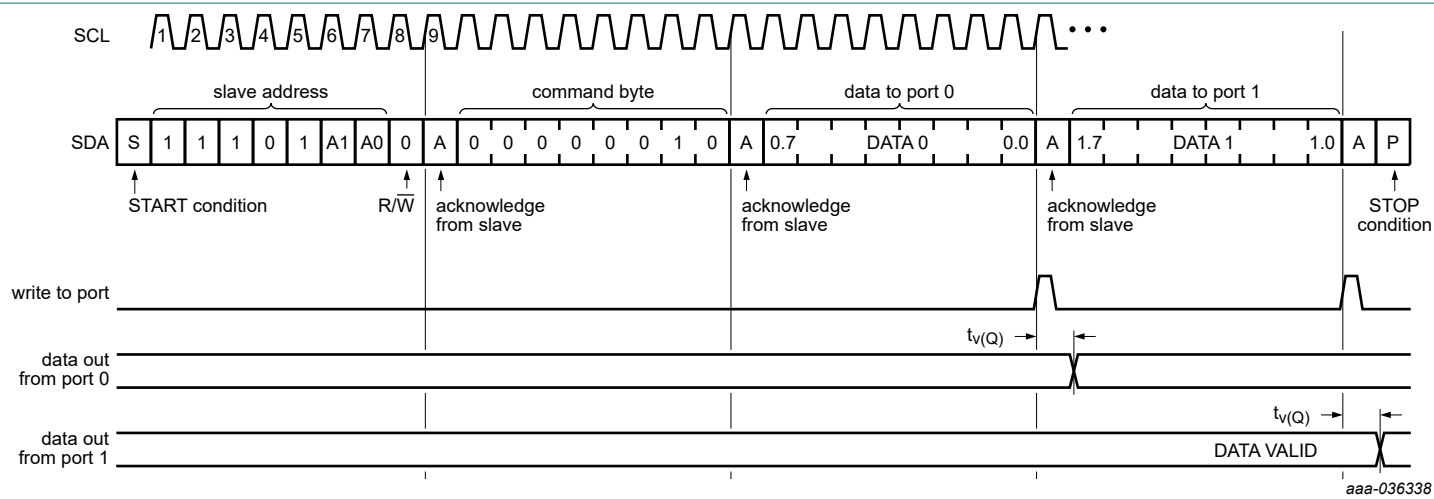 SCL 1 2 3 4 5 6 7 8 9 • • •
slave address command byte data to port 0 data to port 1
SDA S 1 1 1 0 1 A1 A0 0 A 0 0 0 0 0 0 1 0 A 0.7 DATA 0 0.0 A 1.7 DATA 1 1.0 A P
START condition R/W̅ acknowledge acknowledge acknowledge STOP
from slave from slave from slave condition
write to port
tv(Q)
data out
from port 0
tv(Q)
data out
from port 1 DATA VALID
aaa-036338